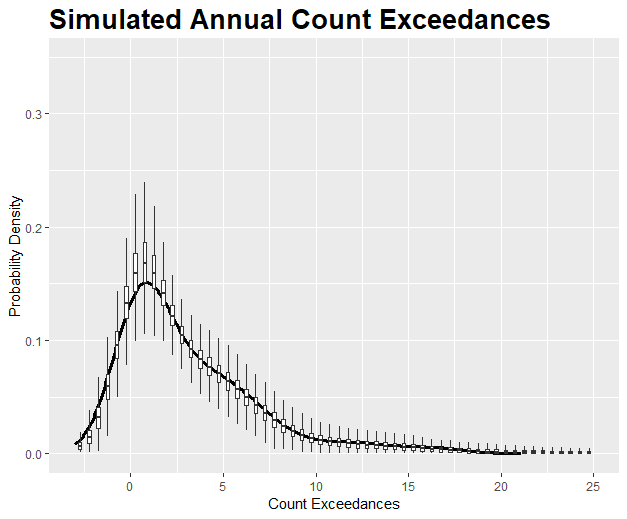 Simulated Annual Count Exceedances
Probability Density
0.3
0.2
0.1
0.0
0 5 10 15 20 25
Count Exceedances